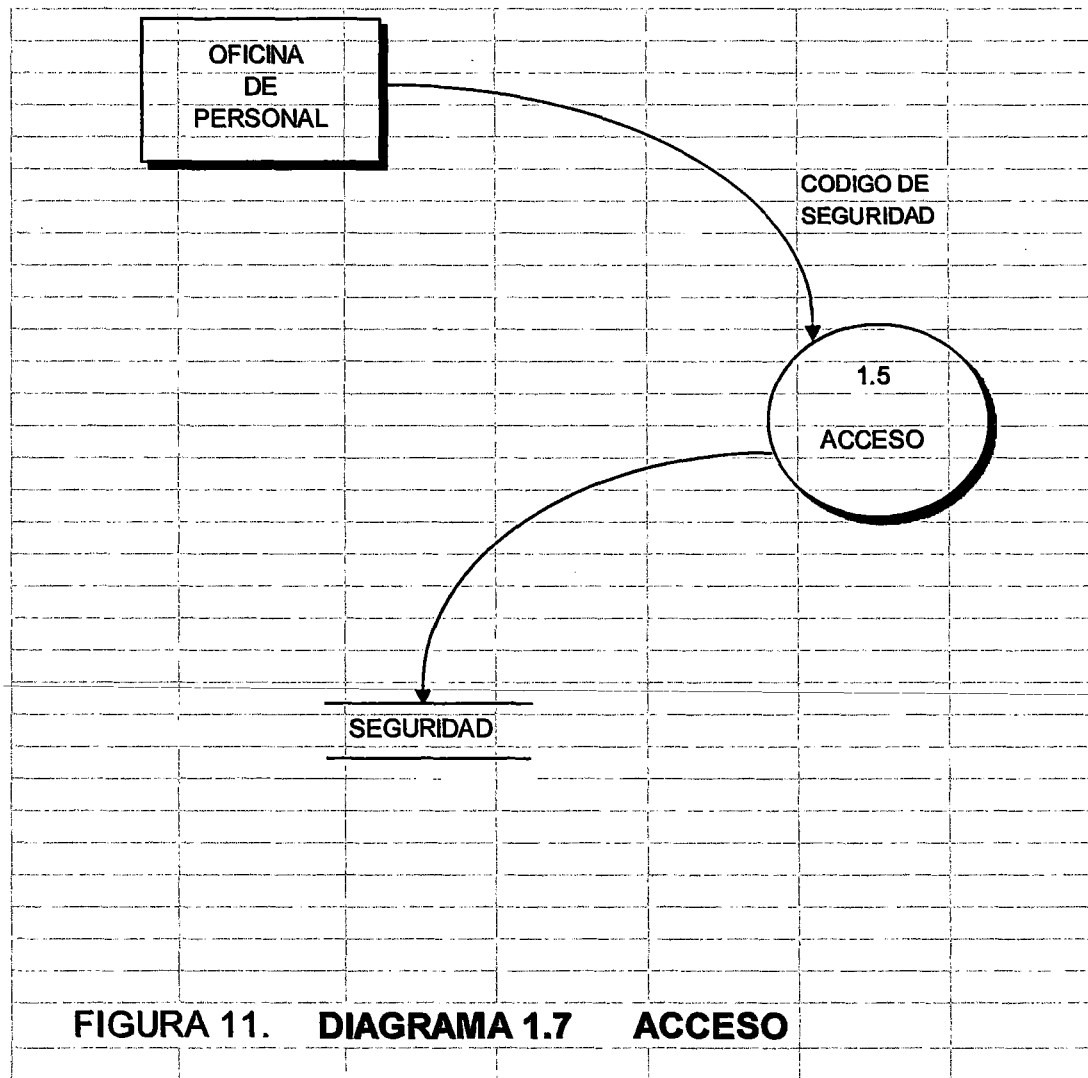 OFICINA
DE
PERSONAL
CODIGO DE
SEGURIDAD
1.5
ACCESO
SEGURIDAD
FIGURA 11. DIAGRAMA 1.7 ACCESO